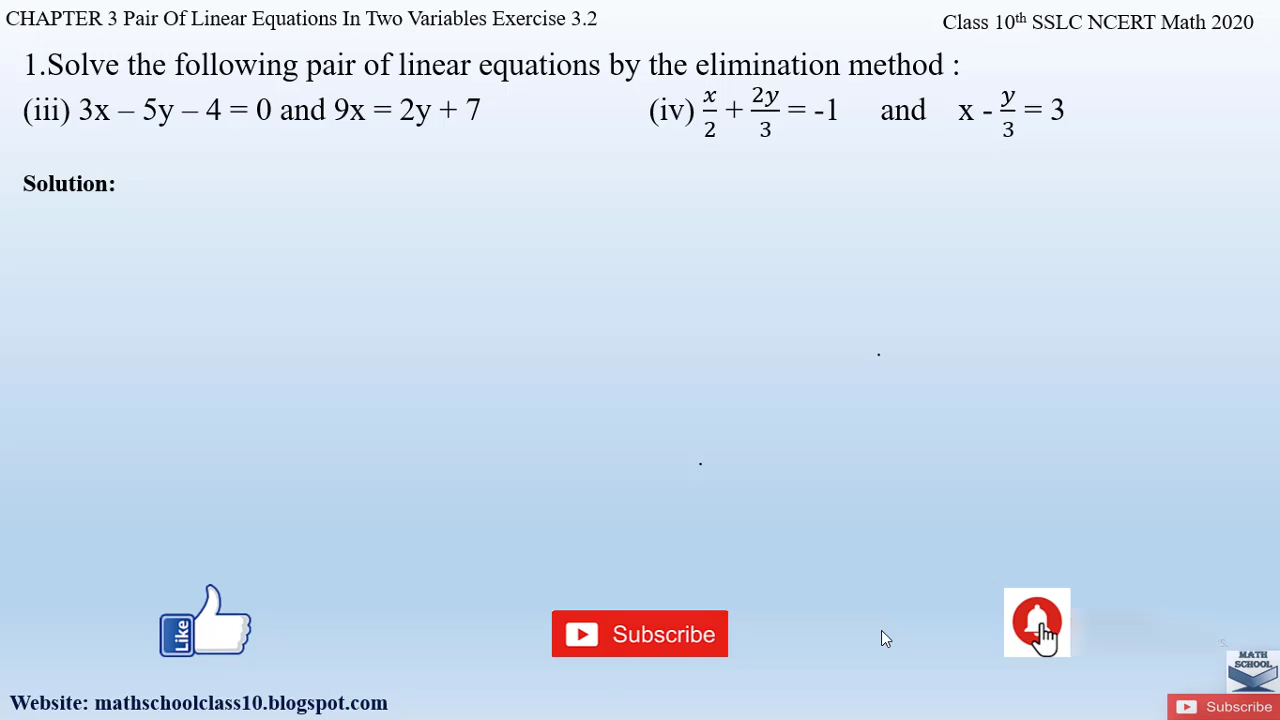 CHAPTER 3 Pair Of Linear Equations In Two Variables Exercise 3.2
Class 10th SSLC NCERT Math 2020
1.Solve the following pair of linear equations by the elimination method :
(iii) 3x – 5y – 4 = 0 and 9x = 2y + 7
(iv) x/2 + 2y/3 = -1 and x - y/3 = 3
Solution:
Like
Subscribe
MATH
SCHOOL
Website: mathschoolclass10.blogspot.com
Subscribe